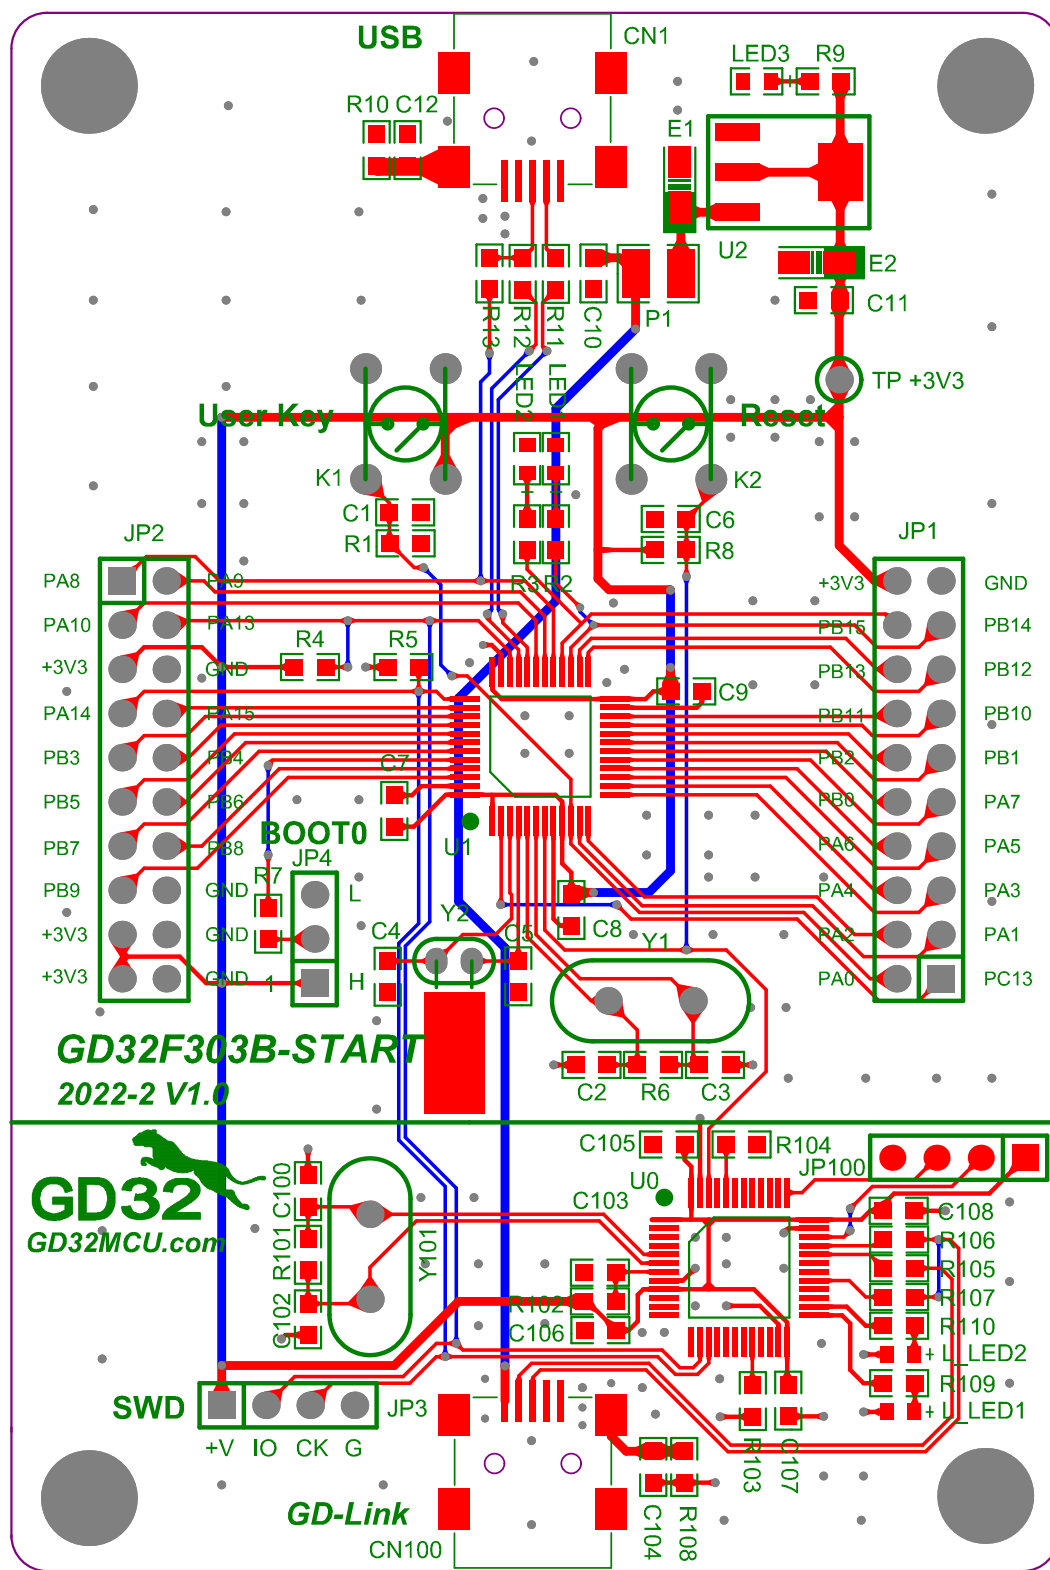 USB
CN1
LED3 R9
R10 C12
E1
U2
E2
C11
P1
R13 R12 R11 C10
TP +3V3
LED2 LED1
User Key
Reset
K1
K2
C1
C6
R1
R8
JP2
JP1
R3 R2
PA8 PA9
+3V3 GND
PA10 PA13
PB15 PB14
R4 R5
+3V3 GND
PB13 PB12
C9
PA14 PA15
PB11 PB10
PB3 PB4
PB2 PB1
C7
PB5 PB6
PB0 PA7
BOOT0
U1
PB7 PB8
PA6 PA5
JP4
R7
L
PB9 GND
PA4 PA3
Y2
C8
+3V3 GND
C4 C5
Y1
PA2 PA1
+3V3 GND
1 H
PA0 PC13
GD32F303B-START
2022-2 V1.0
C2 R6 C3
C105
R104
JP100
U0
C100
C103
GD32
GD32MCU.com
C108
R106
R101
Y101
R105
R107
R102
C102
C106
R110
+ L_LED2
R109
+ L_LED1
SWD
JP3
+V IO CK G
R103 C107
GD-Link
CN100
C104 R108